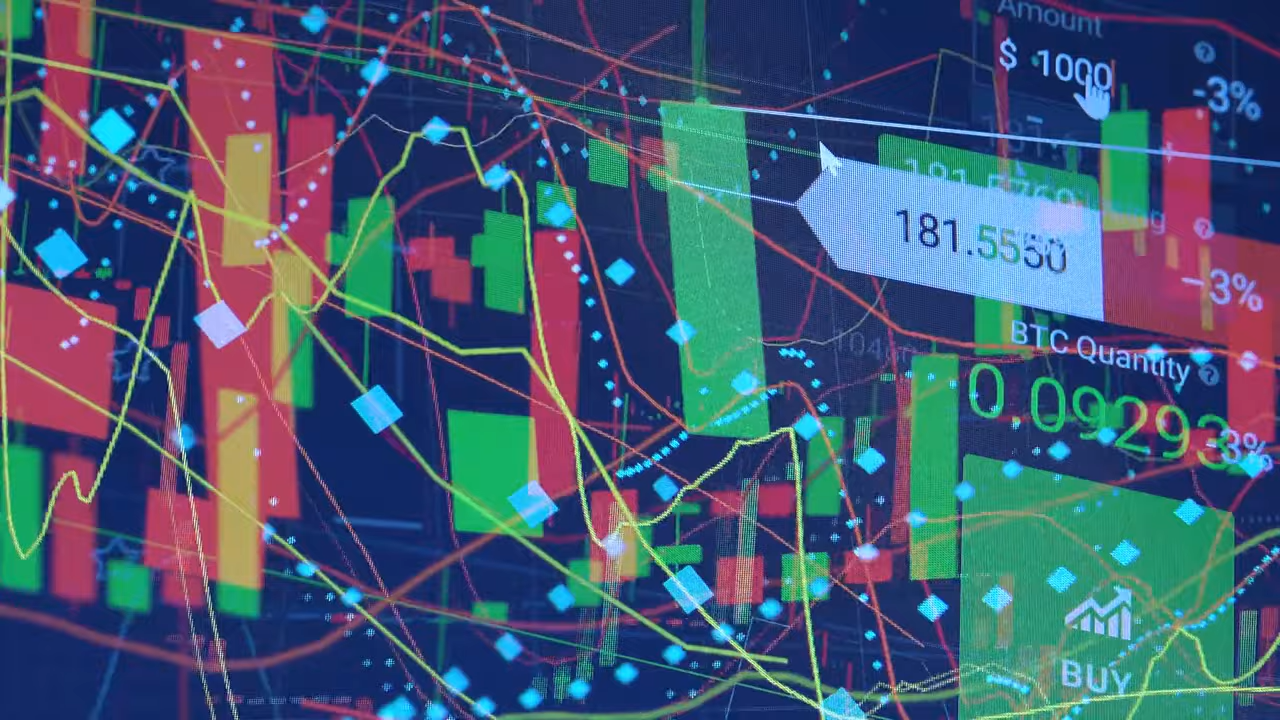 Amount
$ 1000
-3%
181.5550
-3%
BTC Quantity
0.09293
-3%
BUY